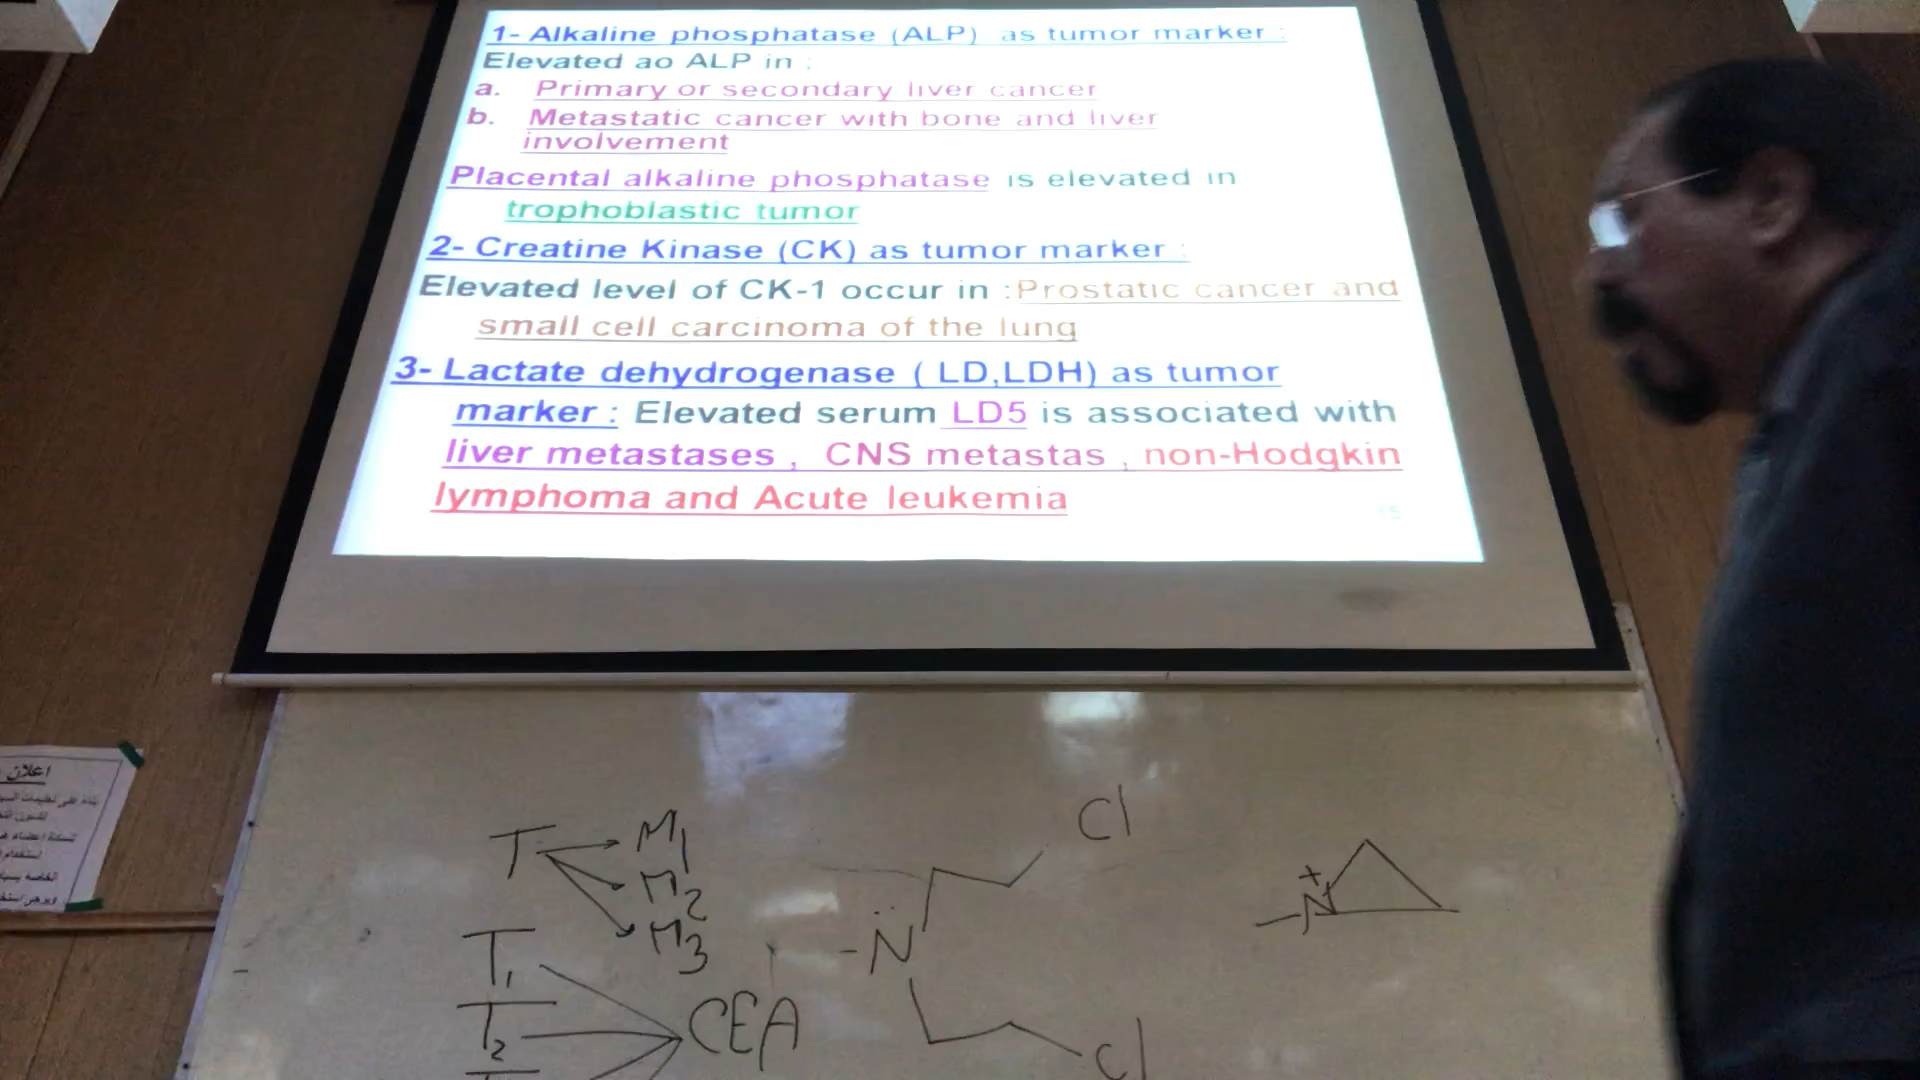 1- Alkaline phosphatase (ALP) as tumor marker :
Elevated ao ALP in :
a. Primary or secondary liver cancer
b. Metastatic cancer with bone and liver
involvement
Placental alkaline phosphatase is elevated in
trophoblastic tumor
2- Creatine Kinase (CK) as tumor marker :
Elevated level of CK-1 occur in :Prostatic cancer and
small cell carcinoma of the lung
3- Lactate dehydrogenase ( LD,LDH) as tumor
marker : Elevated serum LD5 is associated with
liver metastases , CNS metastas , non-Hodgkin
lymphoma and Acute leukemia
15
اعلان
T M1
M2
M3
T1
T2
CEA
Cl
-N
Cl
+
N